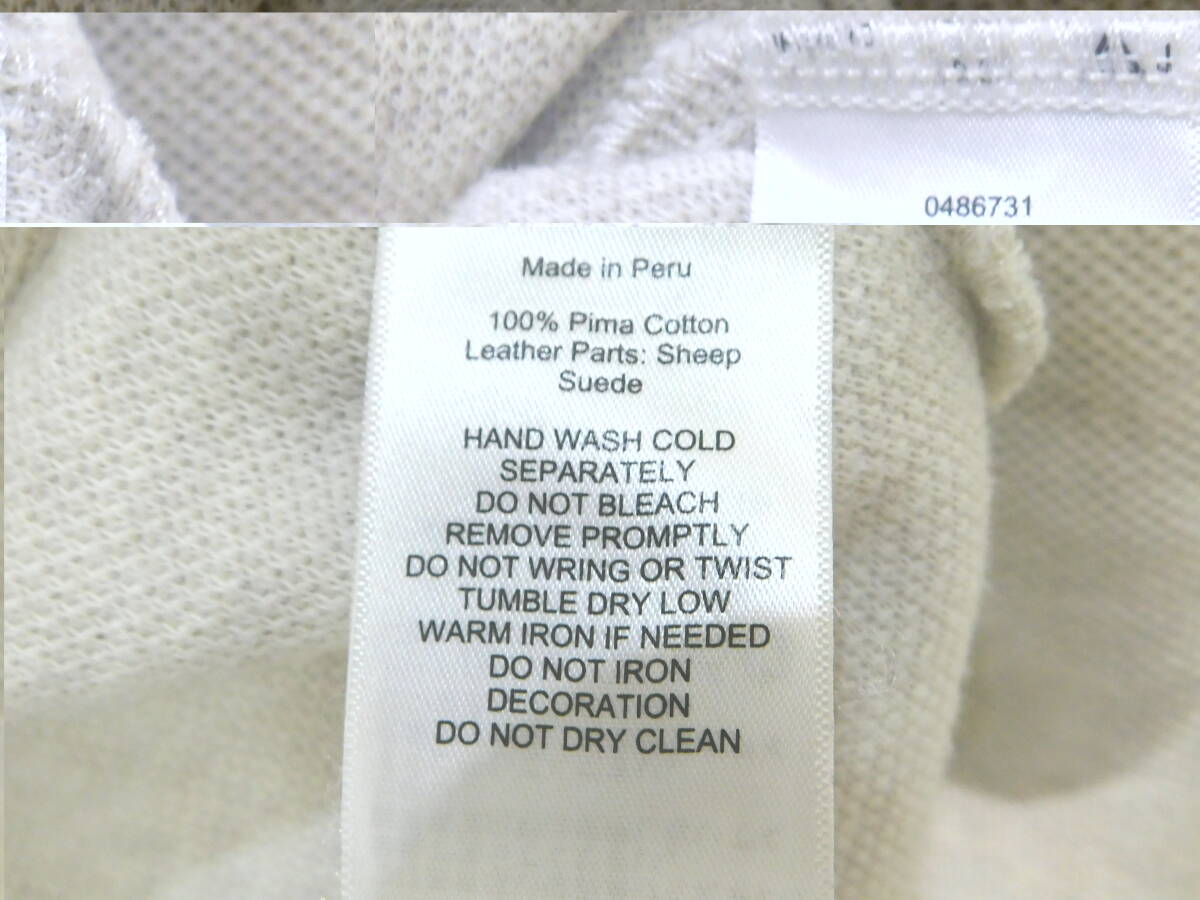 0486731
Made in Peru
100% Pima Cotton
Leather Parts: Sheep
Suede
HAND WASH COLD
SEPARATELY
DO NOT BLEACH
REMOVE PROMPTLY
DO NOT WRING OR TWIST
TUMBLE DRY LOW
WARM IRON IF NEEDED
DO NOT IRON
DECORATION
DO NOT DRY CLEAN